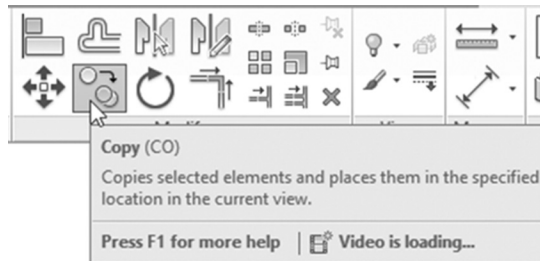 Copy (CO)
Copies selected elements and places them in the specified
location in the current view.
Press F1 for more help
Video is loading...